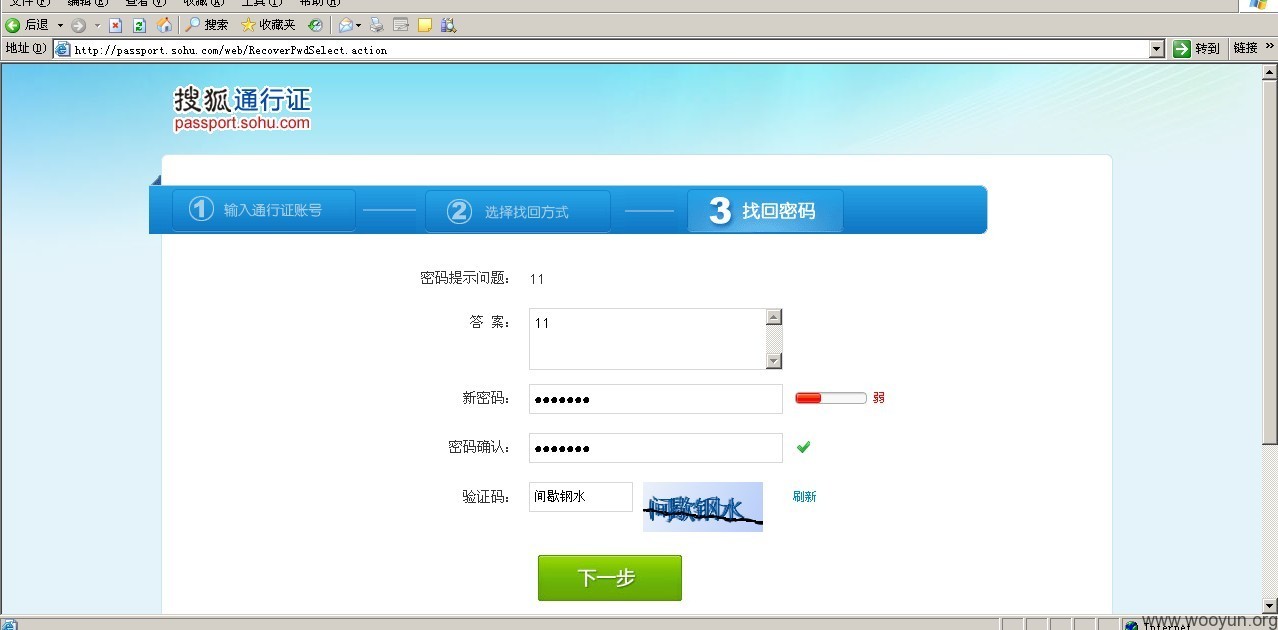 文件(F) 编辑(E) 查看(V) 收藏(A) 工具(T) 帮助(H)
后退 搜索 收藏夹
地址(D) http://passport.sohu.com/web/RecoverPwdSelect.action 转到 链接 »
搜狐通行证
passport.sohu.com
1 输入通行证账号 2 选择找回方式 3 找回密码
密码提示问题: 11
答 案: 11
新密码: ●●●●●●● 弱
密码确认: ●●●●●●●
验证码: 间歇钢水 间歇钢水 刷新
下一步
Internet
www.wooyun.org